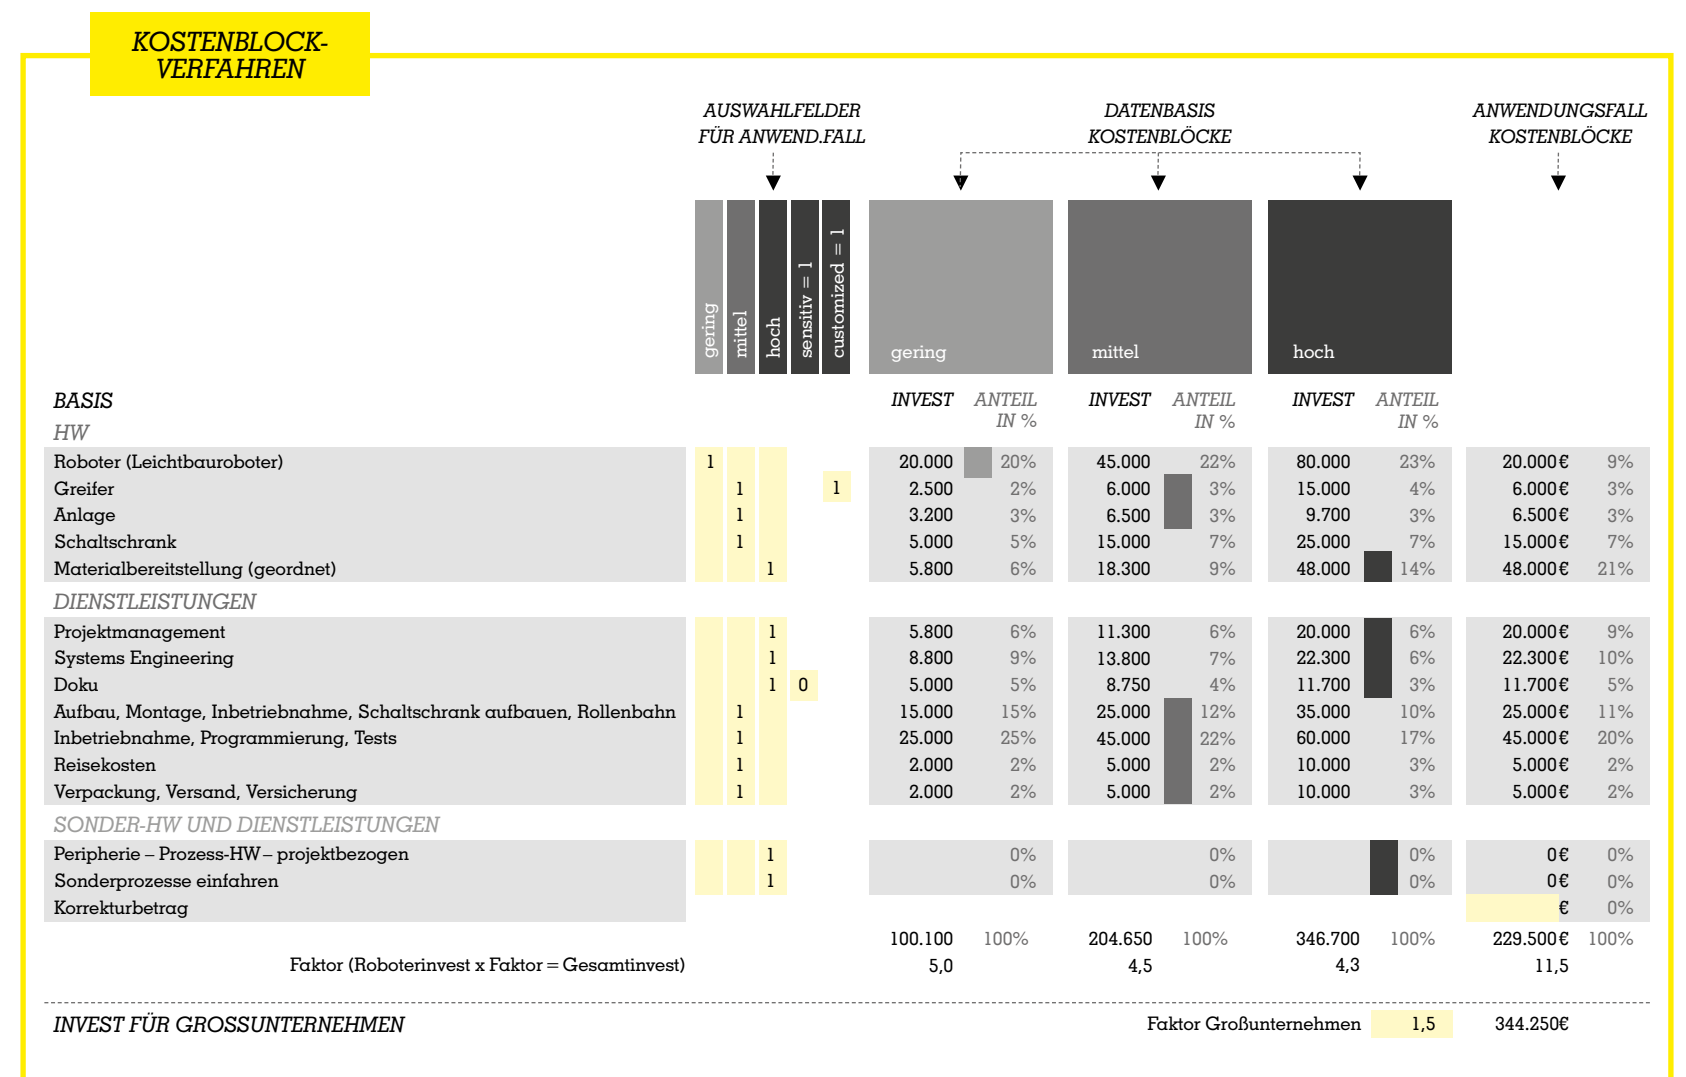 KOSTENBLOCK-
VERFAHREN
AUSWAHLFELDER
FÜR ANWEND.FALL
DATENBASIS
KOSTENBLÖCKE
ANWENDUNGSFALL
KOSTENBLÖCKE
gering
mittel
hoch
sensitiv = 1
customized = 1
gering mittel hoch
BASIS INVEST ANTEIL INVEST ANTEIL INVEST ANTEIL
IN % IN % IN %
HW
Roboter (Leichtbauroboter) 1 20.000 20% 45.000 22% 80.000 23% 20.000€ 9%
Greifer 1 1 2.500 2% 6.000 3% 15.000 4% 6.000€ 3%
Anlage 1 3.200 3% 6.500 3% 9.700 3% 6.500€ 3%
Schaltschrank 1 5.000 5% 15.000 7% 25.000 7% 15.000€ 7%
Materialbereitstellung (geordnet) 1 5.800 6% 18.300 9% 48.000 14% 48.000€ 21%
DIENSTLEISTUNGEN
Projektmanagement 1 5.800 6% 11.300 6% 20.000 6% 20.000€ 9%
Systems Engineering 1 8.800 9% 13.800 7% 22.300 6% 22.300€ 10%
Doku 1 0 5.000 5% 8.750 4% 11.700 3% 11.700€ 5%
Aufbau, Montage, Inbetriebnahme, Schaltschrank aufbauen, Rollenbahn 1 15.000 15% 25.000 12% 35.000 10% 25.000€ 11%
Inbetriebnahme, Programmierung, Tests 1 25.000 25% 45.000 22% 60.000 17% 45.000€ 20%
Reisekosten 1 2.000 2% 5.000 2% 10.000 3% 5.000€ 2%
Verpackung, Versand, Versicherung 1 2.000 2% 5.000 2% 10.000 3% 5.000€ 2%
SONDER-HW UND DIENSTLEISTUNGEN
Peripherie – Prozess-HW – projektbezogen 1 0% 0% 0% 0€ 0%
Sonderprozesse einfahren 1 0% 0% 0% 0€ 0%
Korrekturbetrag € 0%
100.100 100% 204.650 100% 346.700 100% 229.500€ 100%
Faktor (Roboterinvest x Faktor = Gesamtinvest) 5,0 4,5 4,3 11,5
INVEST FÜR GROSSUNTERNEHMEN Faktor Großunternehmen 1,5 344.250€